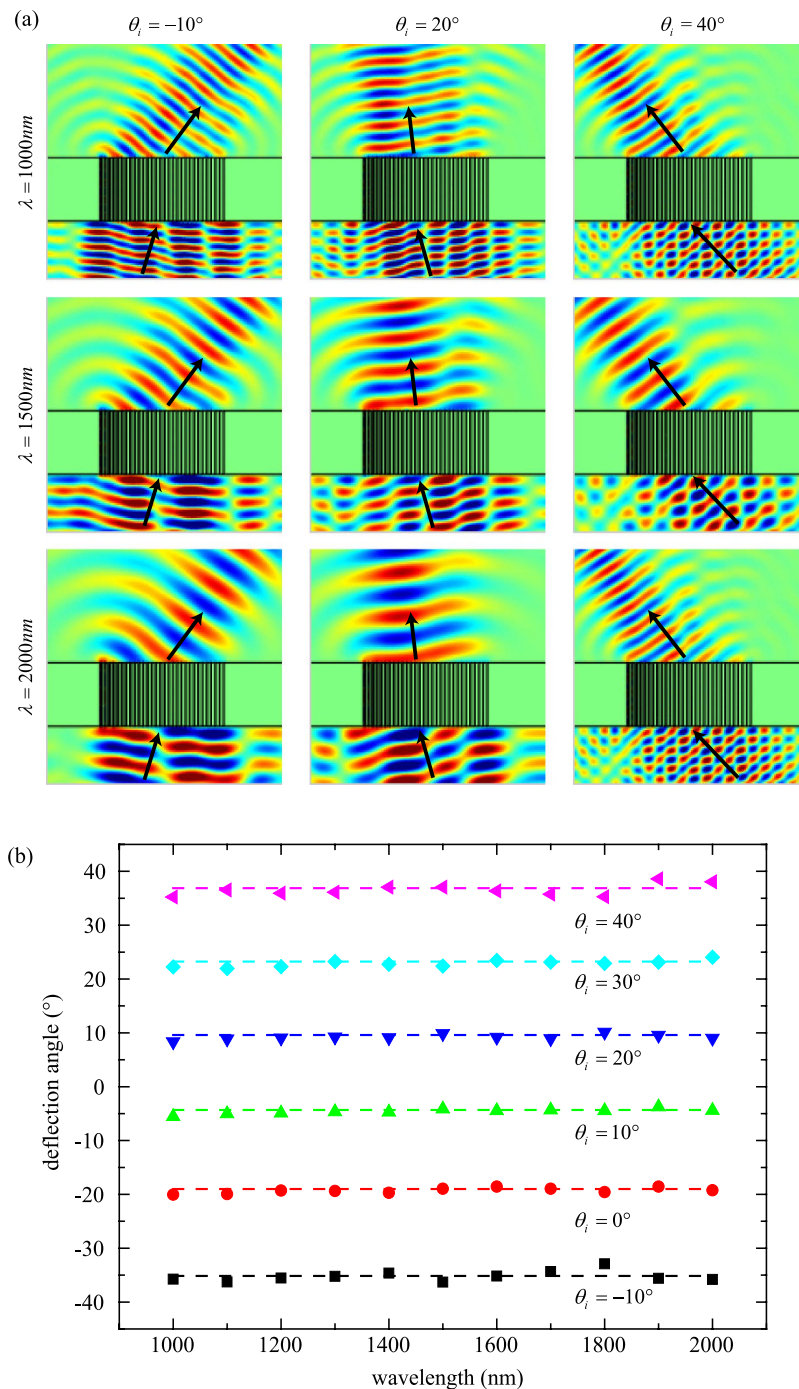 (a)
θi = −10°
θi = 20°
θi = 40°
λ = 1000nm
λ = 1500nm
λ = 2000nm
(b)
deflection angle (°)
40
30
20
10
0
-10
-20
-30
-40
θi = 40°
θi = 30°
θi = 20°
θi = 10°
θi = 0°
θi = −10°
1000
1200
1400
1600
1800
2000
wavelength (nm)